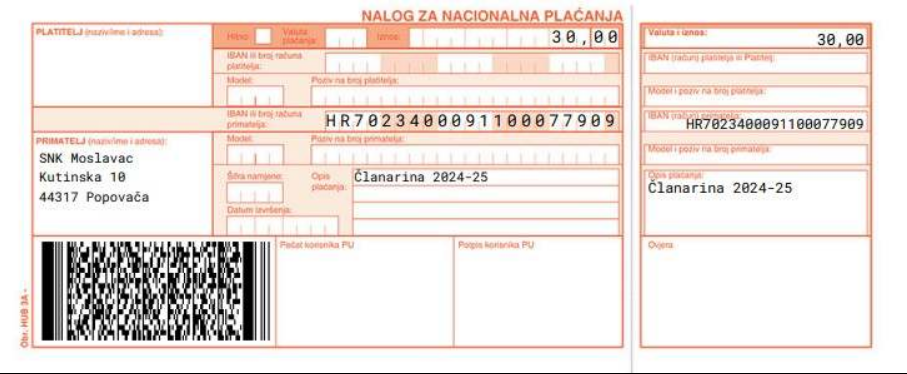 NALOG ZA NACIONALNA PLAĆANJA
PLATITELJ (naziv/ime i adresa):
Hitno:
Valuta plaćanja:
Iznos:
30,00
IBAN ili broj računa platitelja:
Model:
Poziv na broj platitelja:
IBAN ili broj računa primatelja:
HR7023400091100077909
PRIMATELJ (naziv/ime i adresa):
SNK Moslavac
Kutinska 10
44317 Popovača
Model:
Poziv na broj primatelja:
Šifra namjene:
Opis plaćanja:
Članarina 2024-25
Datum izvršenja:
Pečat korisnika PU
Potpis korisnika PU
Obr. HUB 3A -
Valuta i iznos:
30,00
IBAN (račun) platitelja ili Platitelj:
Model i poziv na broj platitelja:
IBAN (račun) primatelja:
HR7023400091100077909
Model i poziv na broj primatelja:
Opis plaćanja:
Članarina 2024-25
Ovjera: